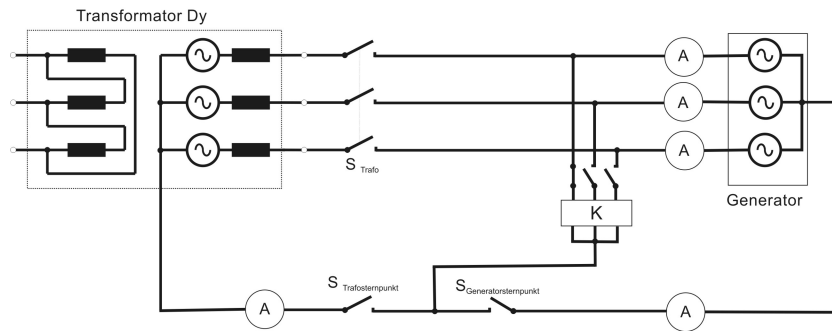 Transformator Dy
A
A
A
S Trafo
K
Generator
S Trafosternpunkt
S Generatorsternpunkt
A
A